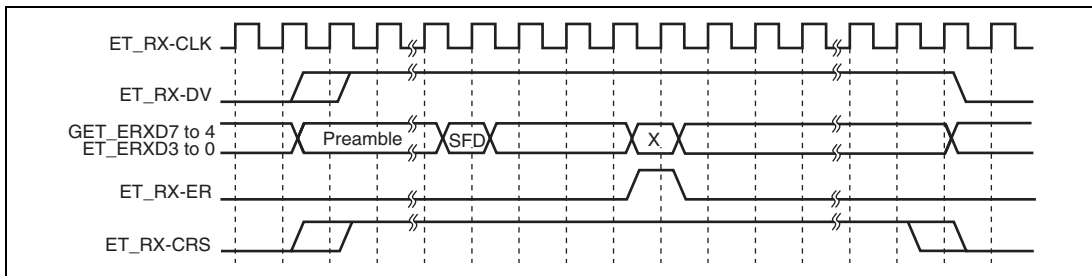 ET_RX-CLK
ET_RX-DV
GET_ERXD7 to 4
ET_ERXD3 to 0
Preamble
SFD
X
ET_RX-ER
ET_RX-CRS